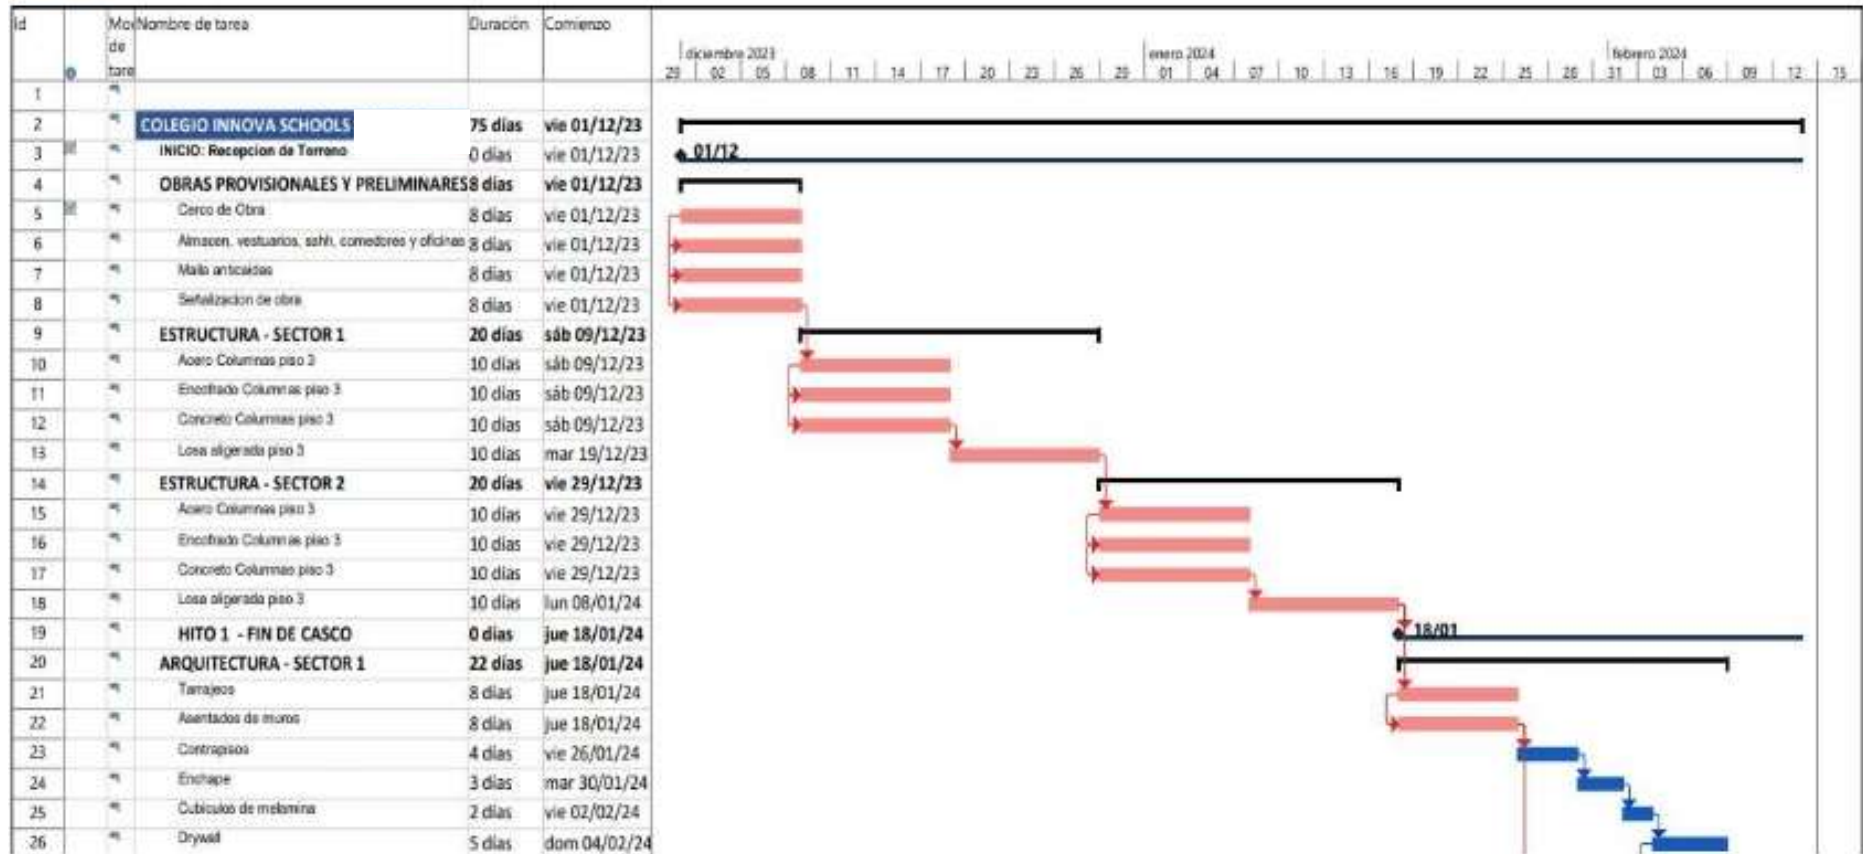 Id Mo Nombre de tarea Duración Comienzo
de
tare
diciembre 2023 enero 2024 febrero 2024
29 02 05 08 11 14 17 20 23 26 29 01 04 07 10 13 16 19 22 25 28 31 03 06 09 12 15
1
2 COLEGIO INNOVA SCHOOLS 75 días vie 01/12/23
3 INICIO: Recepcion de Terreno 0 días vie 01/12/23 01/12
4 OBRAS PROVISIONALES Y PRELIMINARES 8 días vie 01/12/23
5 Cerco de Obra 8 días vie 01/12/23
6 Almacen, vestuarios, sshh, comedores y oficinas 8 días vie 01/12/23
7 Malla anticaidas 8 días vie 01/12/23
8 Señalizacion de obra 8 días vie 01/12/23
9 ESTRUCTURA - SECTOR 1 20 días sáb 09/12/23
10 Acero Columnas piso 3 10 días sáb 09/12/23
11 Encofrado Columnas piso 3 10 días sáb 09/12/23
12 Concreto Columnas piso 3 10 días sáb 09/12/23
13 Losa aligerada piso 3 10 días mar 19/12/23
14 ESTRUCTURA - SECTOR 2 20 días vie 29/12/23
15 Acero Columnas piso 3 10 días vie 29/12/23
16 Encofrado Columnas piso 3 10 días vie 29/12/23
17 Concreto Columnas piso 3 10 días vie 29/12/23
18 Losa aligerada piso 3 10 días lun 08/01/24
19 HITO 1 - FIN DE CASCO 0 días jue 18/01/24 18/01
20 ARQUITECTURA - SECTOR 1 22 días jue 18/01/24
21 Tarrajeos 8 días jue 18/01/24
22 Asentados de muros 8 días jue 18/01/24
23 Contrapisos 4 días vie 26/01/24
24 Enchape 3 días mar 30/01/24
25 Cubiculos de melamina 2 días vie 02/02/24
26 Drywall 5 días dom 04/02/24